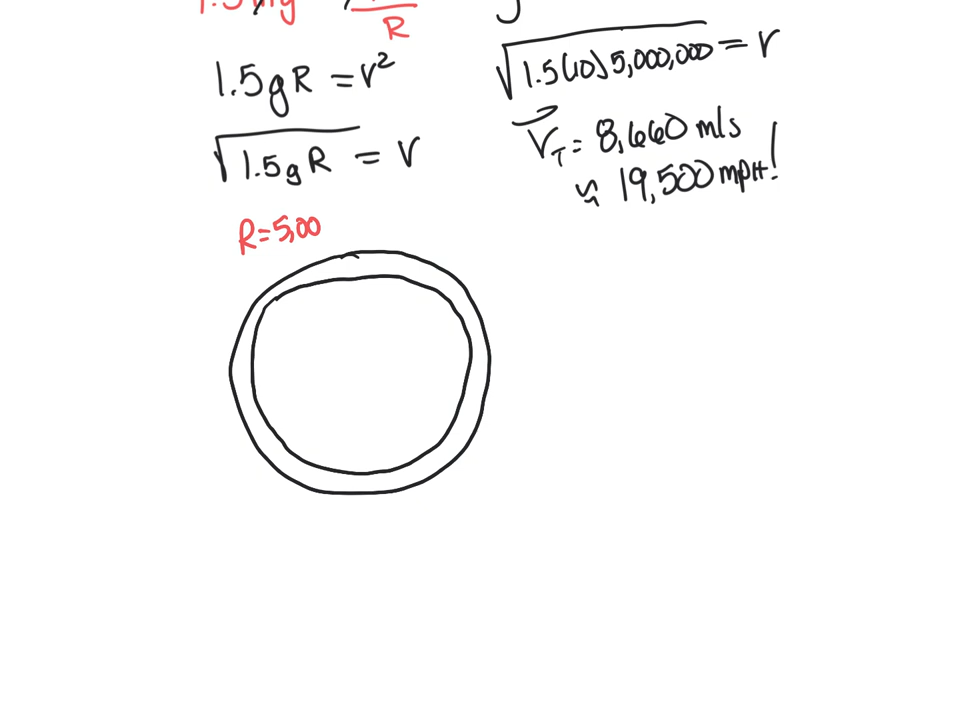 R
1.5gR = v²
√1.5gR = v
R=5,00
√1.5(10)5,000,000 = v
V_T = 8,660 m/s
≈ 19,500 mph!